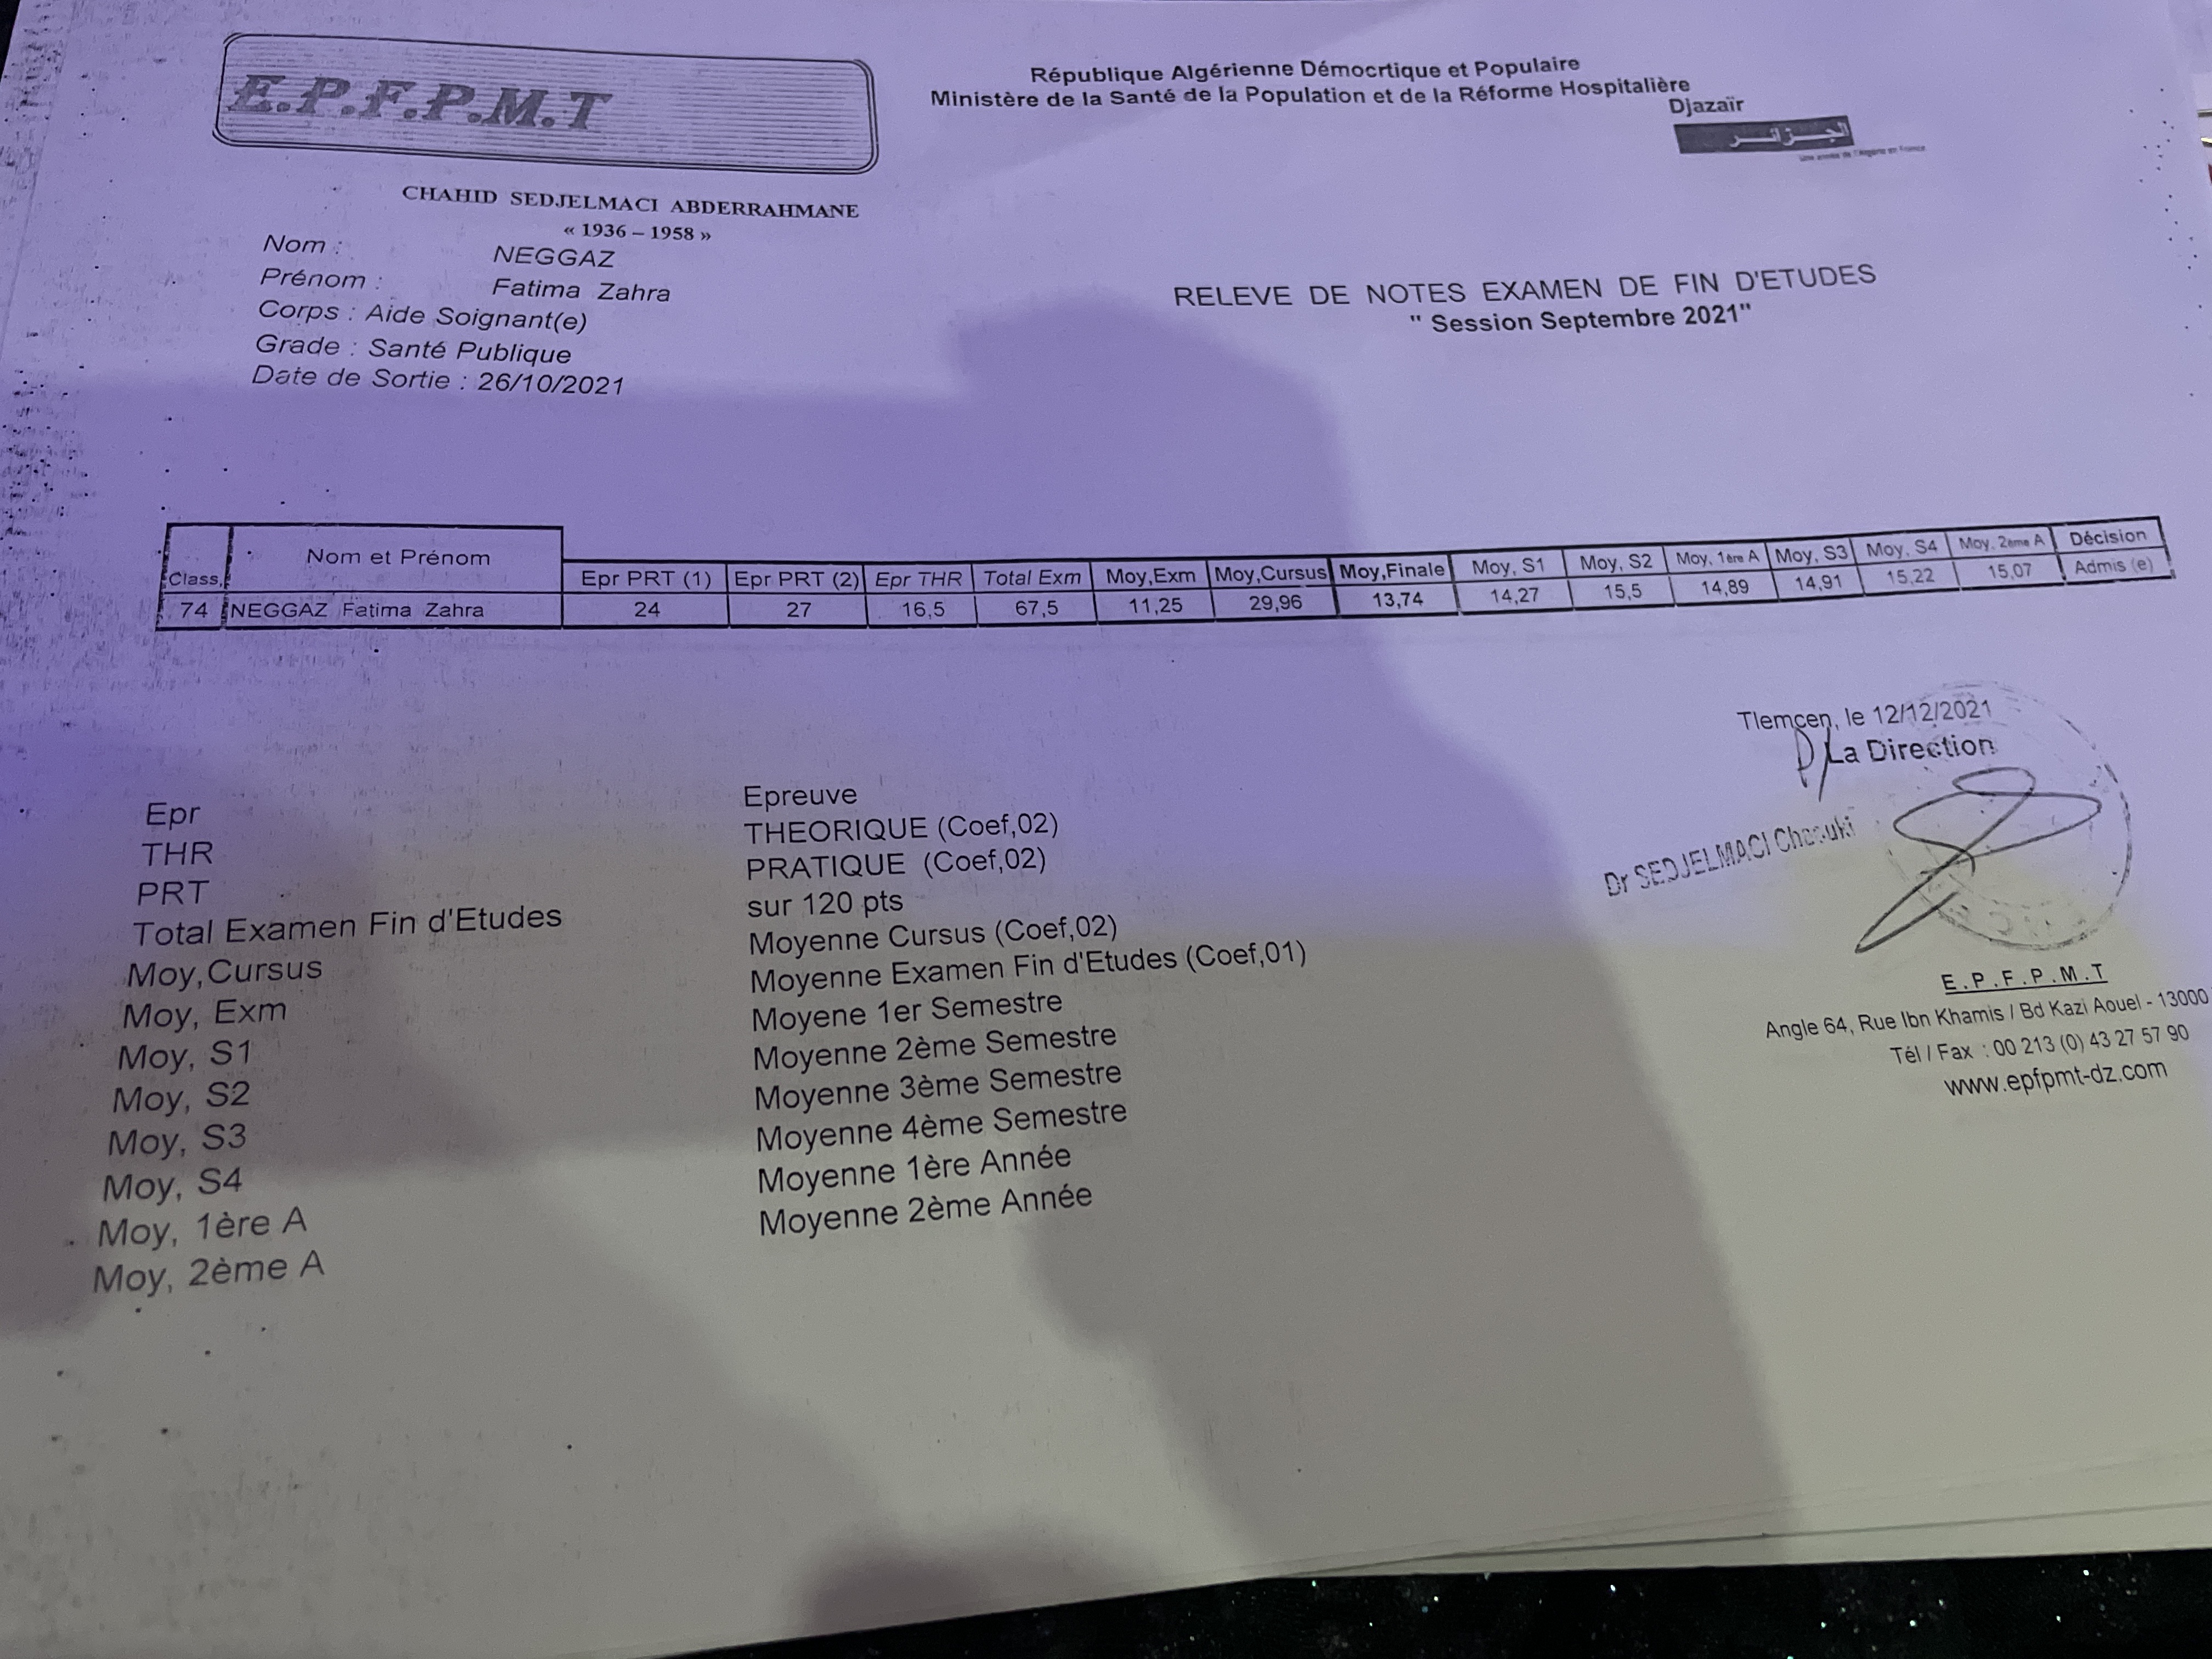 E.P.F.P.M.T
République Algérienne Démocrtique et Populaire
Ministère de la Santé de la Population et de la Réforme Hospitalière
Djazaïr
الجزائر
Une année de l'Algérie en France
CHAHID SEDJELMACI ABDERRAHMANE
« 1936 – 1958 »
Nom : NEGGAZ
Prénom : Fatima Zahra
Corps : Aide Soignant(e)
Grade : Santé Publique
Date de Sortie : 26/10/2021
RELEVE DE NOTES EXAMEN DE FIN D'ETUDES
" Session Septembre 2021"
Class, Nom et Prénom Epr PRT (1) Epr PRT (2) Epr THR Total Exm Moy,Exm Moy,Cursus Moy,Finale Moy, S1 Moy, S2 Moy, 1ère A Moy, S3 Moy, S4 Moy, 2ème A Décision
74 NEGGAZ Fatima Zahra 24 27 16,5 67,5 11,25 29,96 13,74 14,27 15,5 14,89 14,91 15,22 15,07 Admis (e)
Tlemcen, le 12/12/2021
P/La Direction
Dr SEDJELMACI Chaouki
Epr Epreuve
THR THEORIQUE (Coef,02)
PRT PRATIQUE (Coef,02)
Total Examen Fin d'Etudes sur 120 pts
Moy,Cursus Moyenne Cursus (Coef,02)
Moy, Exm Moyenne Examen Fin d'Etudes (Coef,01)
Moy, S1 Moyene 1er Semestre
Moy, S2 Moyenne 2ème Semestre
Moy, S3 Moyenne 3ème Semestre
Moy, S4 Moyenne 4ème Semestre
Moy, 1ère A Moyenne 1ère Année
Moy, 2ème A Moyenne 2ème Année
E.P.F.P.M.T
Angle 64, Rue Ibn Khamis / Bd Kazi Aouel - 13000
Tél / Fax : 00 213 (0) 43 27 57 90
www.epfpmt-dz.com